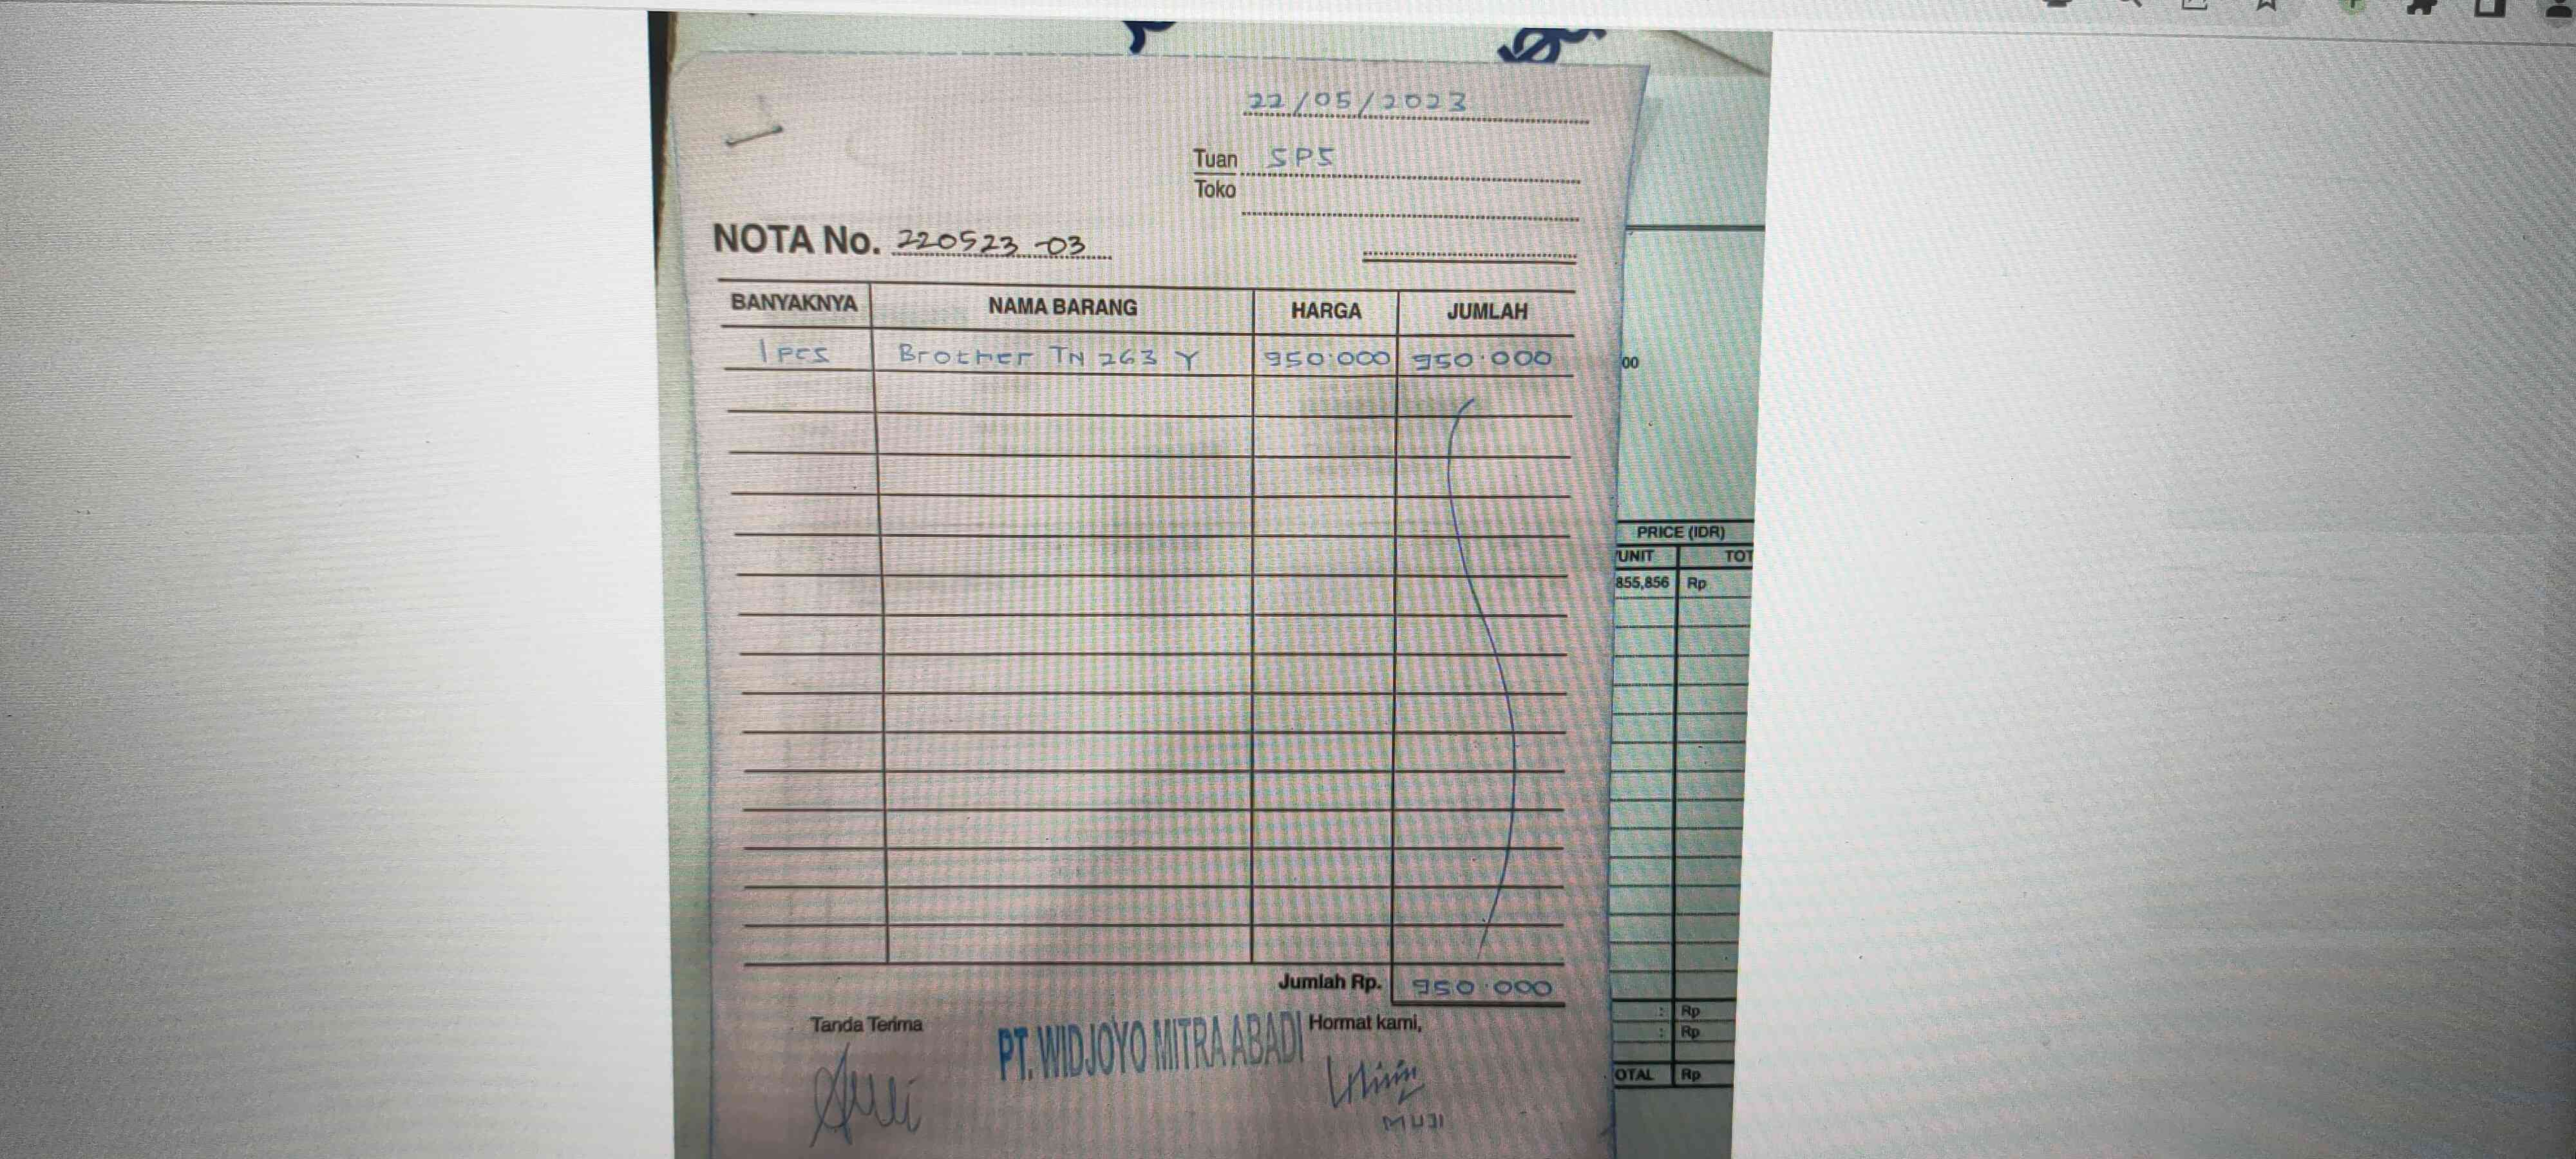 22/05/2023
Tuan SPS
Toko
NOTA No. 220523-03
BANYAKNYA NAMA BARANG HARGA JUMLAH
1 pcs Brother TN 263 Y 950.000 950.000
Jumlah Rp. 950.000
Tanda Terima PT. WIDJOYO MITRA ABADI Hormat kami,
MUJI
00
PRICE (IDR)
UNIT TOT
855,856 Rp
: Rp
: Rp
OTAL Rp